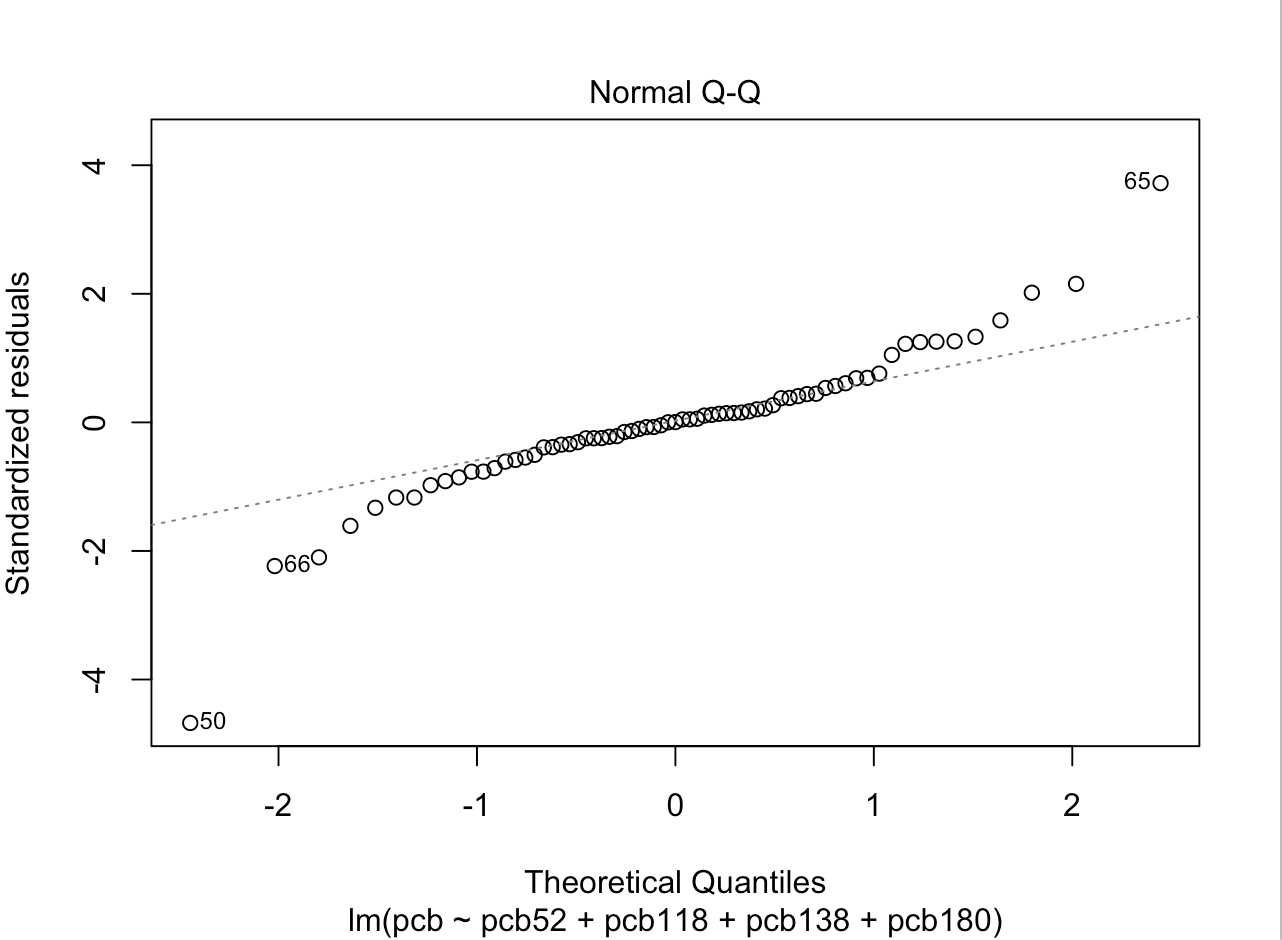 Normal Q-Q
Standardized residuals
4
2
0
-2
-4
65
66
50
-2 -1 0 1 2
Theoretical Quantiles
lm(pcb ~ pcb52 + pcb118 + pcb138 + pcb180)